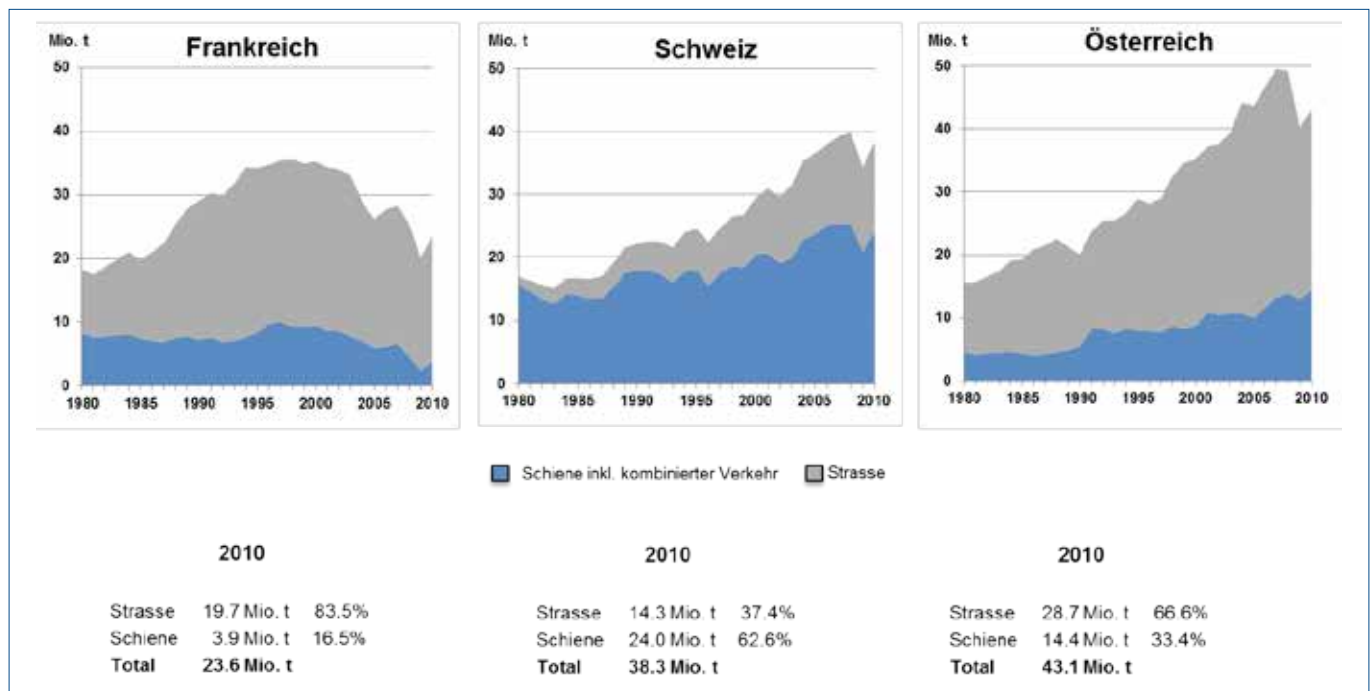 Mio. t
Frankreich
50
40
30
20
10
0
1980 1985 1990 1995 2000 2005 2010
Mio. t
Schweiz
50
40
30
20
10
0
1980 1985 1990 1995 2000 2005 2010
Mio. t
Österreich
50
40
30
20
10
0
1980 1985 1990 1995 2000 2005 2010
Schiene inkl. kombinierter Verkehr Strasse
2010
Strasse 19.7 Mio. t 83.5%
Schiene 3.9 Mio. t 16.5%
Total 23.6 Mio. t
2010
Strasse 14.3 Mio. t 37.4%
Schiene 24.0 Mio. t 62.6%
Total 38.3 Mio. t
2010
Strasse 28.7 Mio. t 66.6%
Schiene 14.4 Mio. t 33.4%
Total 43.1 Mio. t